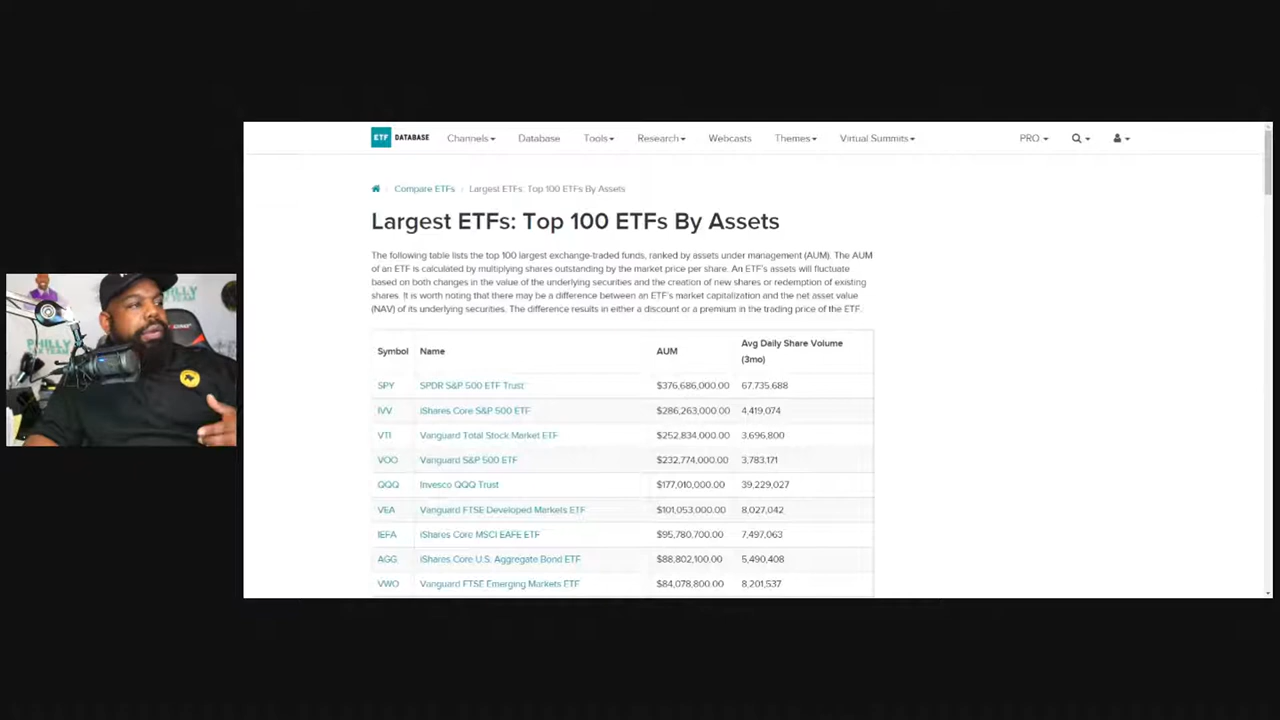 ETF DATABASE Channels Database Tools Research Webcasts Themes Virtual Summits PRO
Compare ETFs / Largest ETFs: Top 100 ETFs By Assets
Largest ETFs: Top 100 ETFs By Assets
The following table lists the top 100 largest exchange-traded funds, ranked by assets under management (AUM). The AUM
of an ETF is calculated by multiplying shares outstanding by the market price per share. An ETF's assets will fluctuate
based on both changes in the value of the underlying securities and the creation of new shares or redemption of existing
shares. It is worth noting that there may be a difference between an ETF's market capitalization and the net asset value
(NAV) of its underlying securities. The difference results in either a discount or a premium in the trading price of the ETF.
Symbol Name AUM Avg Daily Share Volume
(3mo)
SPY SPDR S&P 500 ETF Trust $376,686,000.00 67,735,688
IVV iShares Core S&P 500 ETF $286,263,000.00 4,419,074
VTI Vanguard Total Stock Market ETF $252,834,000.00 3,696,800
VOO Vanguard S&P 500 ETF $232,774,000.00 3,783,171
QQQ Invesco QQQ Trust $177,010,000.00 39,229,027
VEA Vanguard FTSE Developed Markets ETF $101,053,000.00 8,027,042
IEFA iShares Core MSCI EAFE ETF $95,780,700.00 7,497,063
AGG iShares Core U.S. Aggregate Bond ETF $88,802,100.00 5,490,408
VWO Vanguard FTSE Emerging Markets ETF $84,078,800.00 8,201,537
PHILLY
TEAM